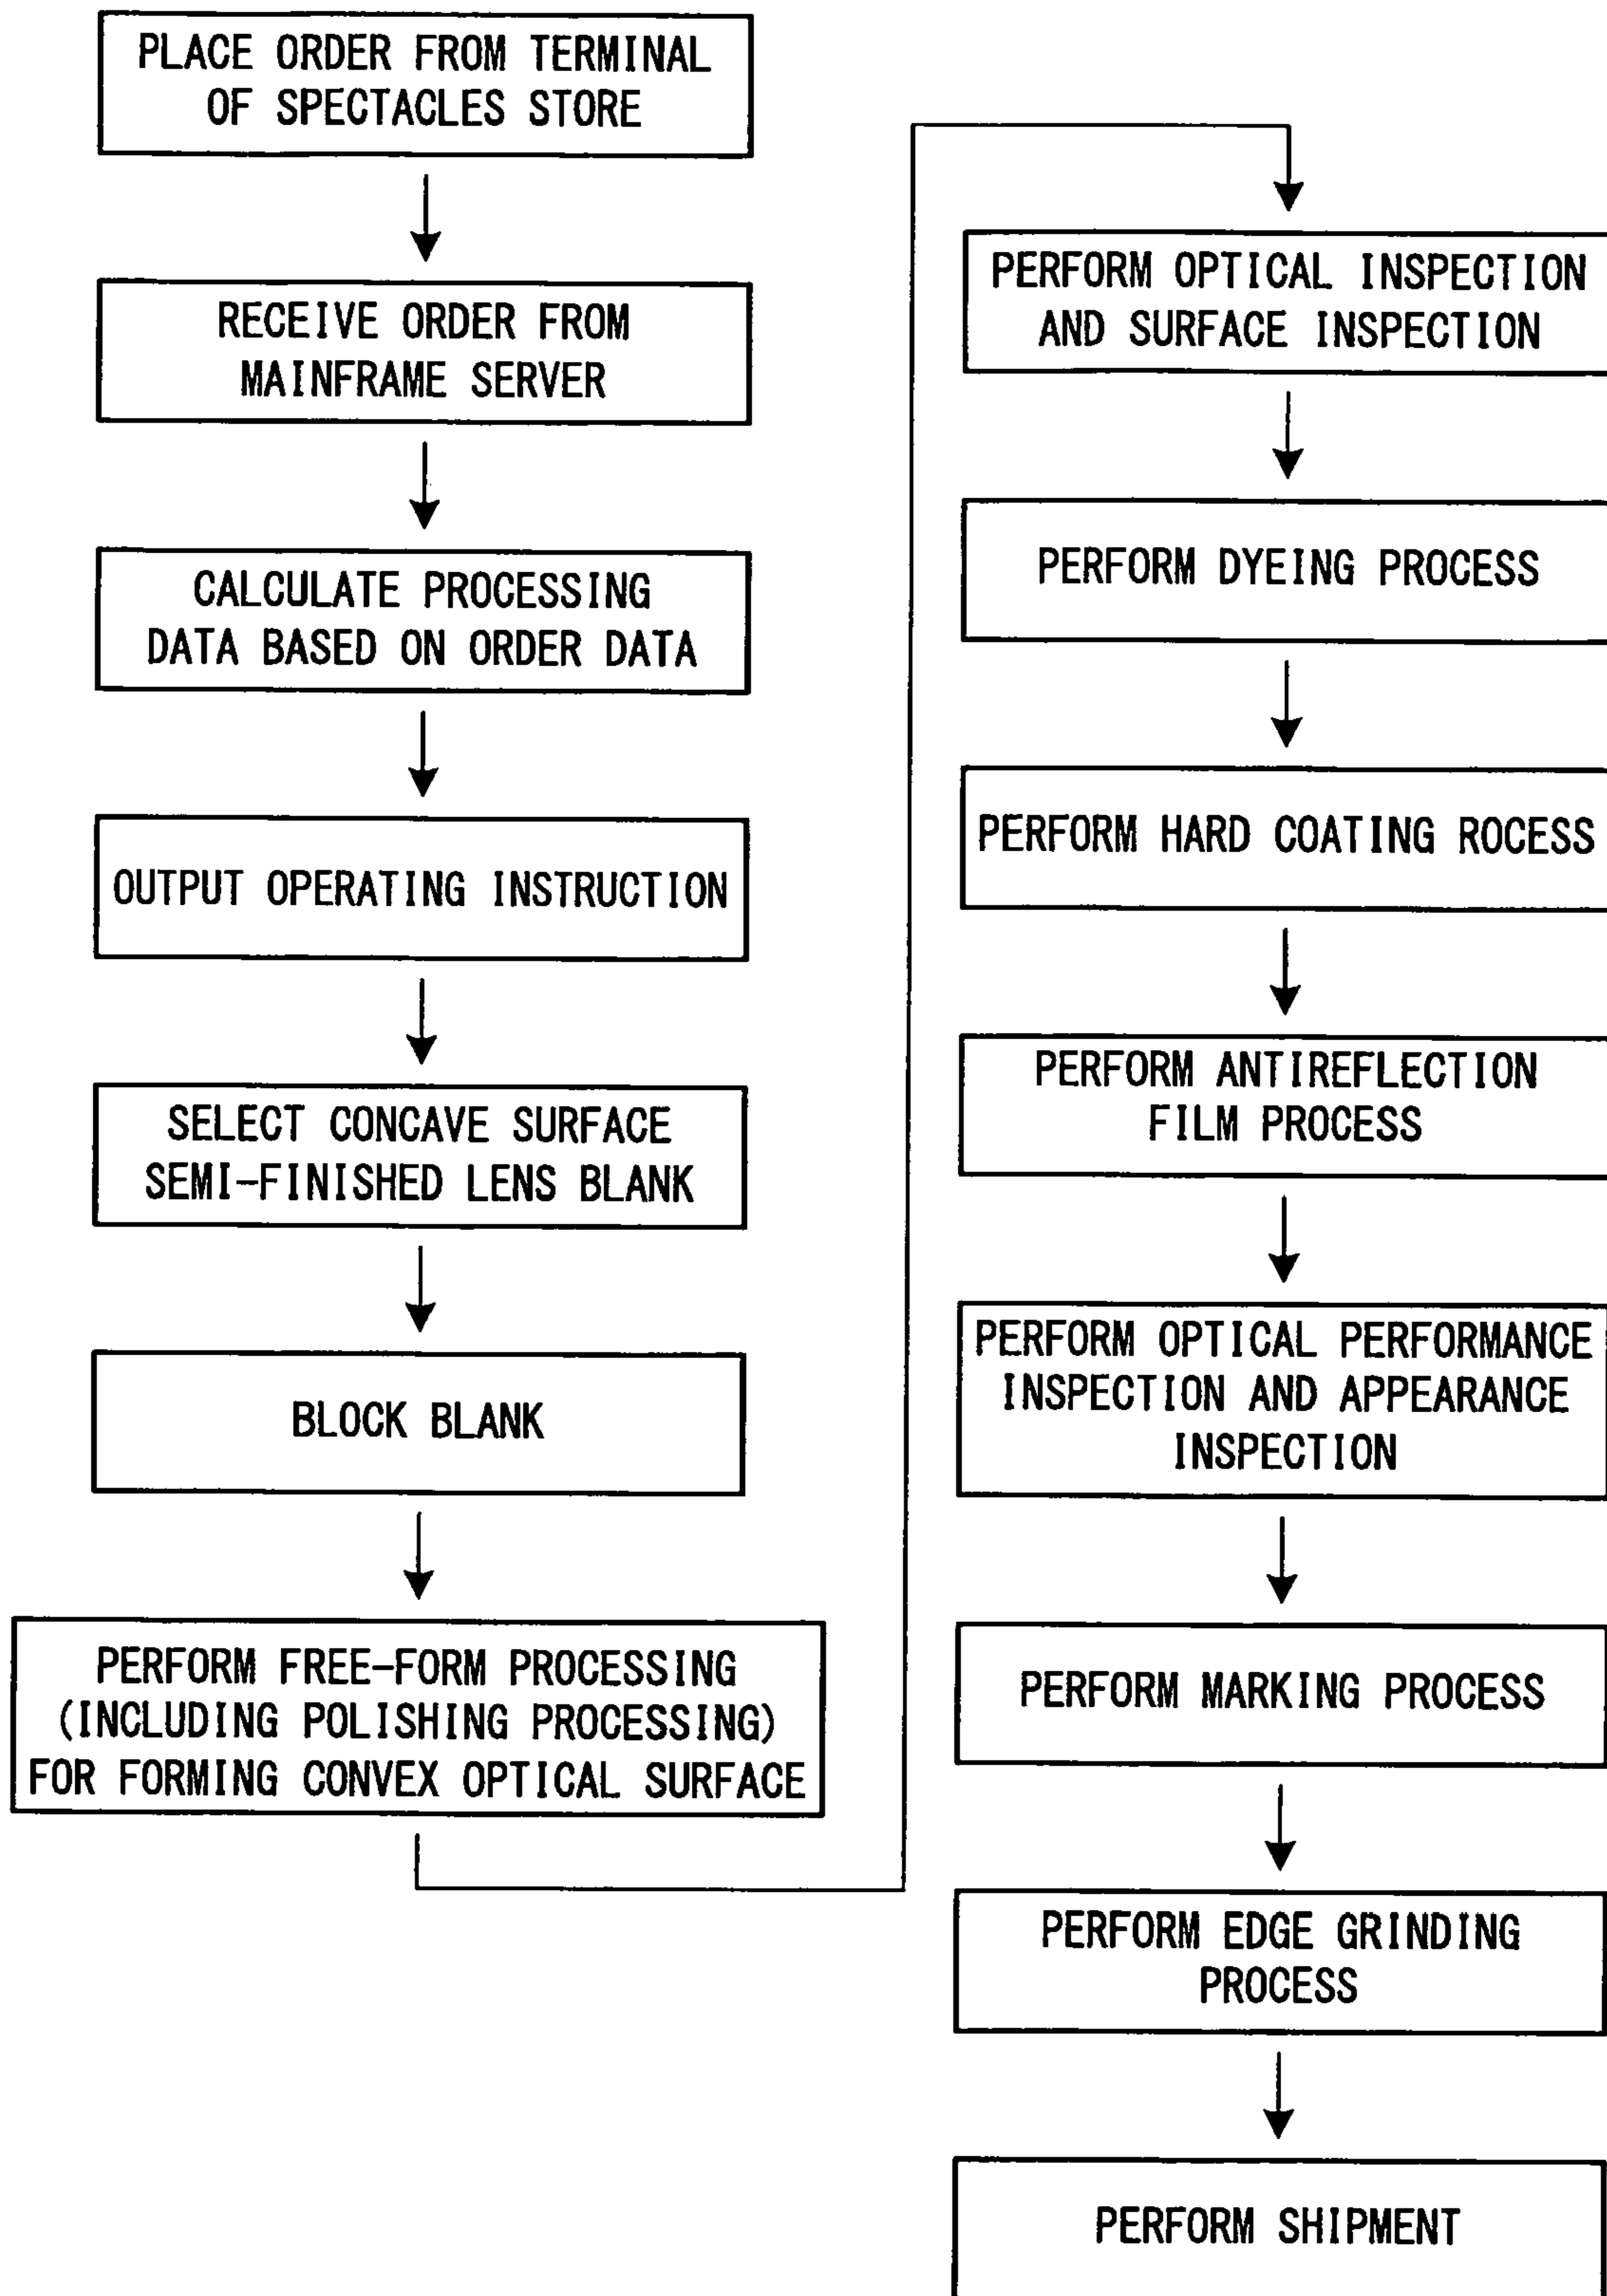 PLACE ORDER FROM TERMINAL
OF SPECTACLES STORE
RECEIVE ORDER FROM
MAINFRAME SERVER
CALCULATE PROCESSING
DATA BASED ON ORDER DATA
OUTPUT OPERATING INSTRUCTION
SELECT CONCAVE SURFACE
SEMI-FINISHED LENS BLANK
BLOCK BLANK
PERFORM FREE-FORM PROCESSING
(INCLUDING POLISHING PROCESSING)
FOR FORMING CONVEX OPTICAL SURFACE
PERFORM OPTICAL INSPECTION
AND SURFACE INSPECTION
PERFORM DYEING PROCESS
PERFORM HARD COATING ROCESS
PERFORM ANTIREFLECTION
FILM PROCESS
PERFORM OPTICAL PERFORMANCE
INSPECTION AND APPEARANCE
INSPECTION
PERFORM MARKING PROCESS
PERFORM EDGE GRINDING
PROCESS
PERFORM SHIPMENT